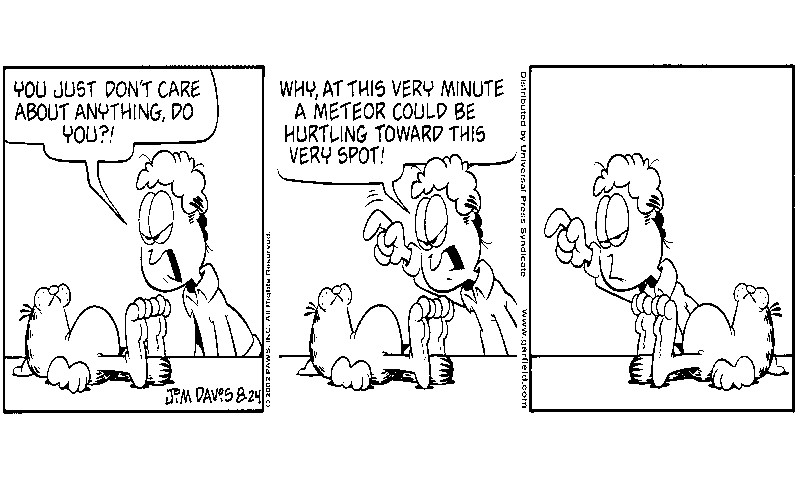 YOU JUST DON'T CARE
ABOUT ANYTHING, DO
YOU?!
JIM DAVIS 8.24
© 2002 PAWS, INC. All Rights Reserved.
WHY, AT THIS VERY MINUTE
A METEOR COULD BE
HURTLING TOWARD THIS
VERY SPOT!
Distributed by Universal Press Syndicate
www.garfield.com